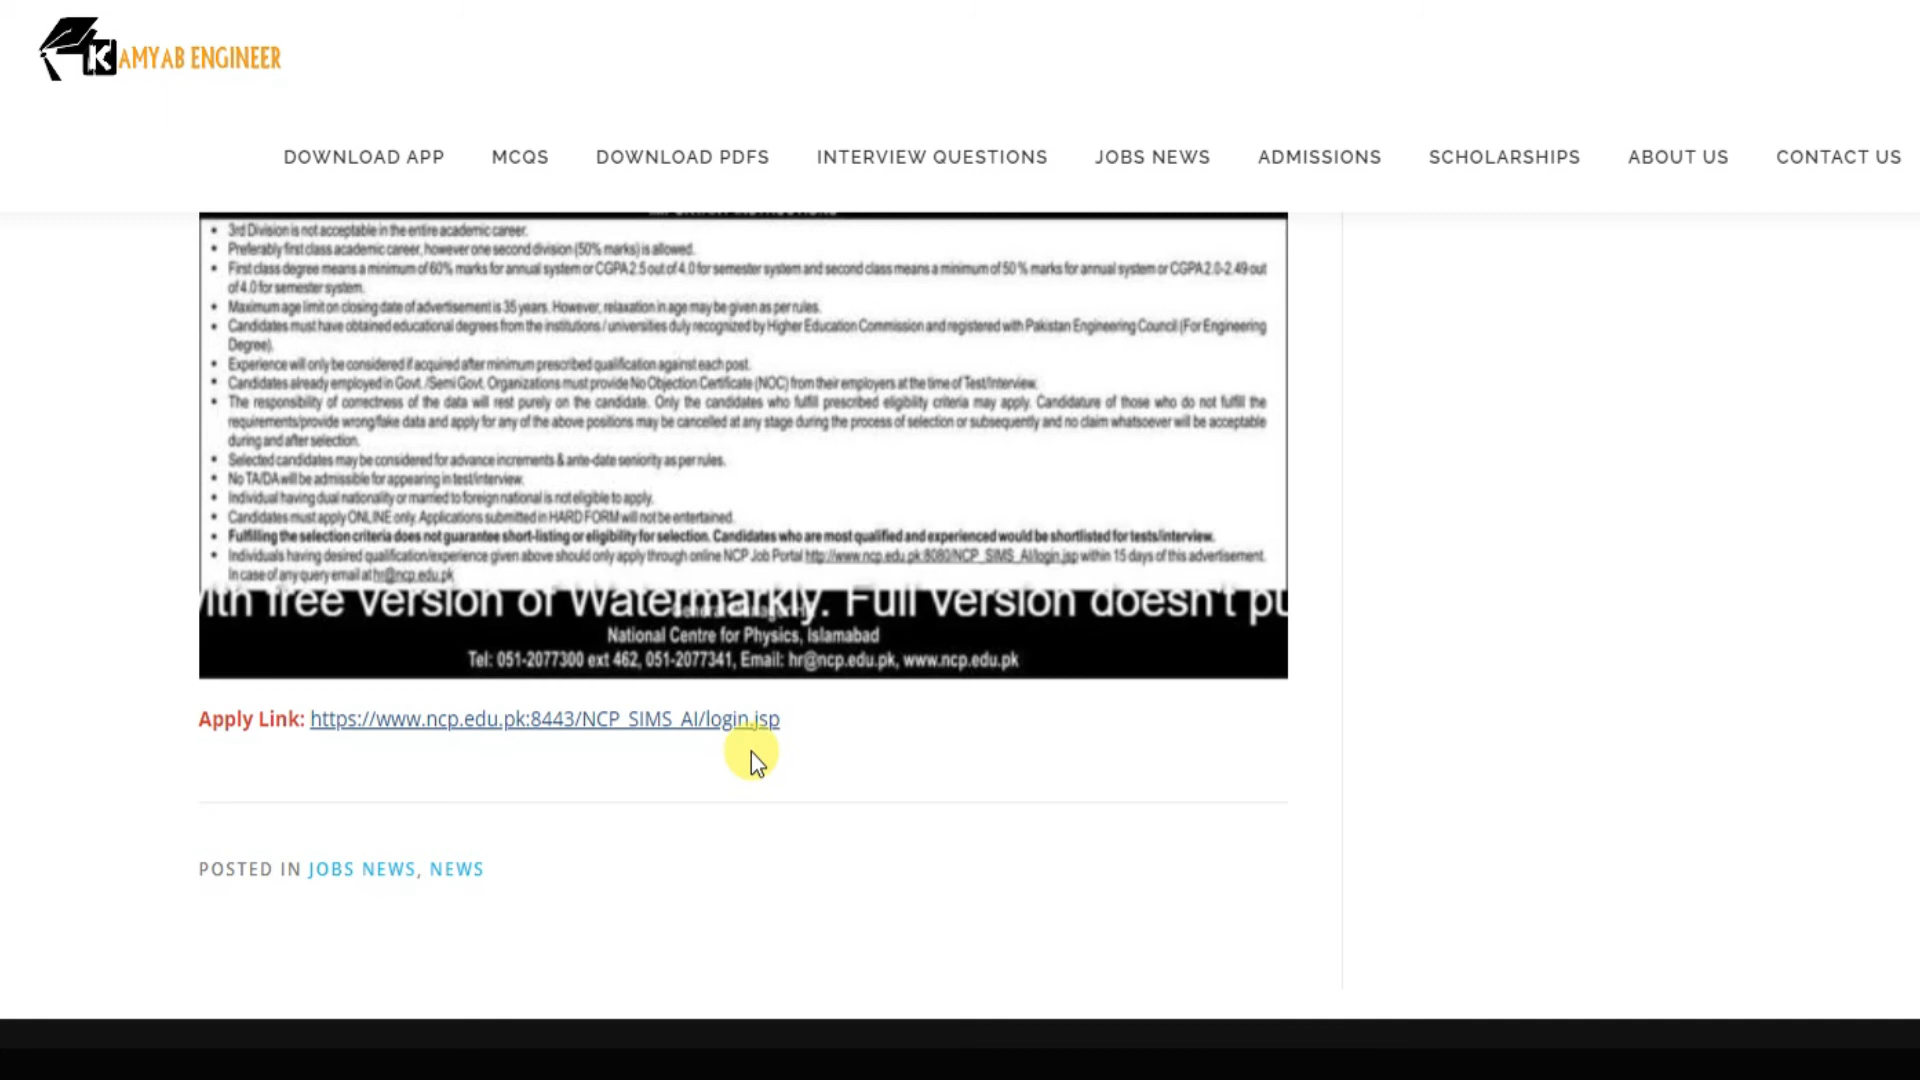 KAMYAB ENGINEER
DOWNLOAD APP MCQS DOWNLOAD PDFS INTERVIEW QUESTIONS JOBS NEWS ADMISSIONS SCHOLARSHIPS ABOUT US CONTACT US
• 3rd Division is not acceptable in the entire academic career.
• Preferably first class academic career, however one second division (50% marks) is allowed.
• First class degree means a minimum of 60% marks for annual system or CGPA 2.5 out of 4.0 for semester system and second class means a minimum of 50% marks for annual system or CGPA 2.0-2.49 out
of 4.0 for semester system.
• Maximum age limit on closing date of advertisement is 35 years. However, relaxation in age may be given as per rules.
• Candidates must have obtained educational degrees from the institutions / universities duly recognized by Higher Education Commission and registered with Pakistan Engineering Council (For Engineering
Degree).
• Experience will only be considered if acquired after minimum prescribed qualification against each post.
• Candidates already employed in Govt. /Semi Govt. Organizations must provide No Objection Certificate (NOC) from their employers at the time of Test/Interview.
• The responsibility of correctness of the data will rest purely on the candidate. Only the candidates who fulfill prescribed eligibility criteria may apply. Candidature of those who do not fulfill the
requirements/provide wrong/fake data and apply for any of the above positions may be cancelled at any stage during the process of selection or subsequently and no claim whatsoever will be acceptable
during and after selection.
• Selected candidates may be considered for advance increments & ante-date seniority as per rules.
• No TA/DA will be admissible for appearing in test/interview.
• Individual having dual nationality or married to foreign national is not eligible to apply.
• Candidates must apply ONLINE only. Applications submitted in HARD FORM will not be entertained.
• Fulfilling the selection criteria does not guarantee short-listing or eligibility for selection. Candidates who are most qualified and experienced would be shortlisted for tests/interview.
• Individuals having desired qualification/experience given above should only apply through online NCP Job Portal http://www.ncp.edu.pk:8080/NCP_SIMS_AI/login.jsp within 15 days of this advertisement.
In case of any query email at hr@ncp.edu.pk
ith free version of Watermarkly. Full version doesn't pu
National Centre for Physics, Islamabad
Tel: 051-2077300 ext 462, 051-2077341, Email: hr@ncp.edu.pk, www.ncp.edu.pk
Apply Link: https://www.ncp.edu.pk:8443/NCP_SIMS_AI/login.jsp
POSTED IN JOBS NEWS, NEWS